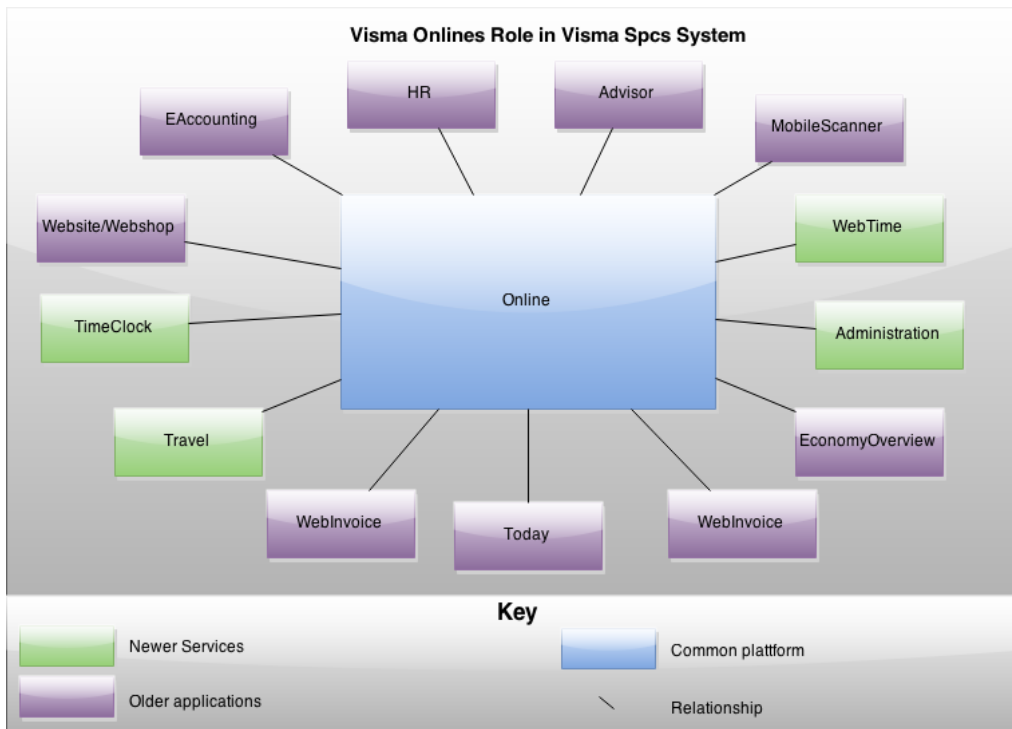 Visma Onlines Role in Visma Spcs System
HR
Advisor
EAccounting
MobileScanner
Website/Webshop
WebTime
Online
TimeClock
Administration
Travel
EconomyOverview
WebInvoice
Today
WebInvoice
Key
Newer Services
Common plattform
Older applications
Relationship